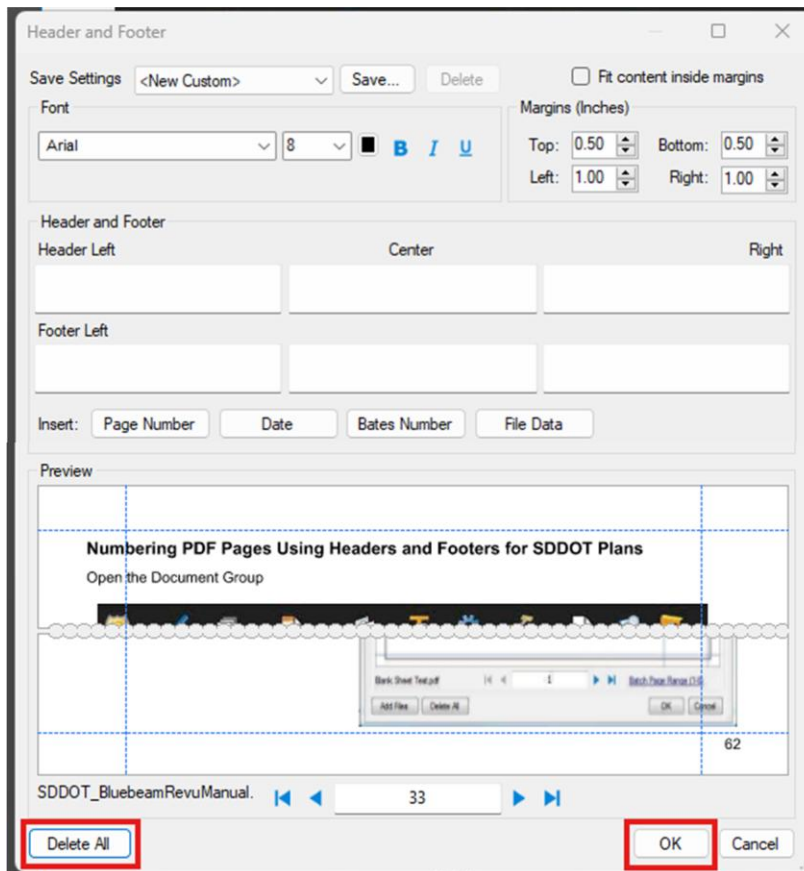 Header and Footer
Save Settings <New Custom> Save... Delete Fit content inside margins
Font Margins (Inches)
Arial 8 B I U Top: 0.50 Bottom: 0.50
Left: 1.00 Right: 1.00
Header and Footer
Header Left Center Right
Footer Left
Insert: Page Number Date Bates Number File Data
Preview
Numbering PDF Pages Using Headers and Footers for SDDOT Plans
Open the Document Group
Blank Sheet Test.pdf 1 Batch Page Range (1-
Add Files Delete All OK Cancel
62
SDDOT_BluebeamRevuManual. 33
Delete All OK Cancel